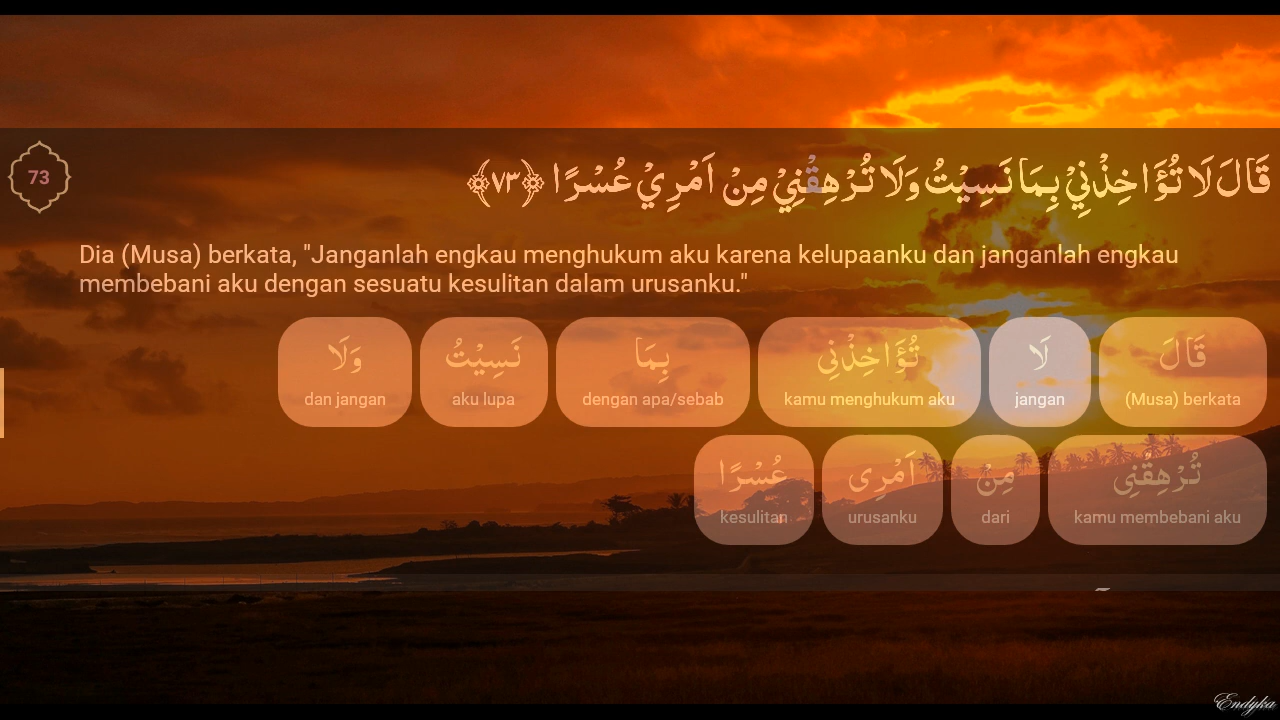 73
قَالَ لَا تُؤَاخِذْنِيْ بِمَا نَسِيْتُ وَلَا تُرْهِقْنِيْ مِنْ اَمْرِيْ عُسْرًا ﴿٧٣﴾
Dia (Musa) berkata, "Janganlah engkau menghukum aku karena kelupaanku dan janganlah engkau
membebani aku dengan sesuatu kesulitan dalam urusanku."
قَالَ لَا تُؤَاخِذْنِى بِمَا نَسِيْتُ وَلَا
(Musa) berkata jangan kamu menghukum aku dengan apa/sebab aku lupa dan jangan
تُرْهِقْنِى مِنْ اَمْرِى عُسْرًا
kamu membebani aku dari urusanku kesulitan
Endyka